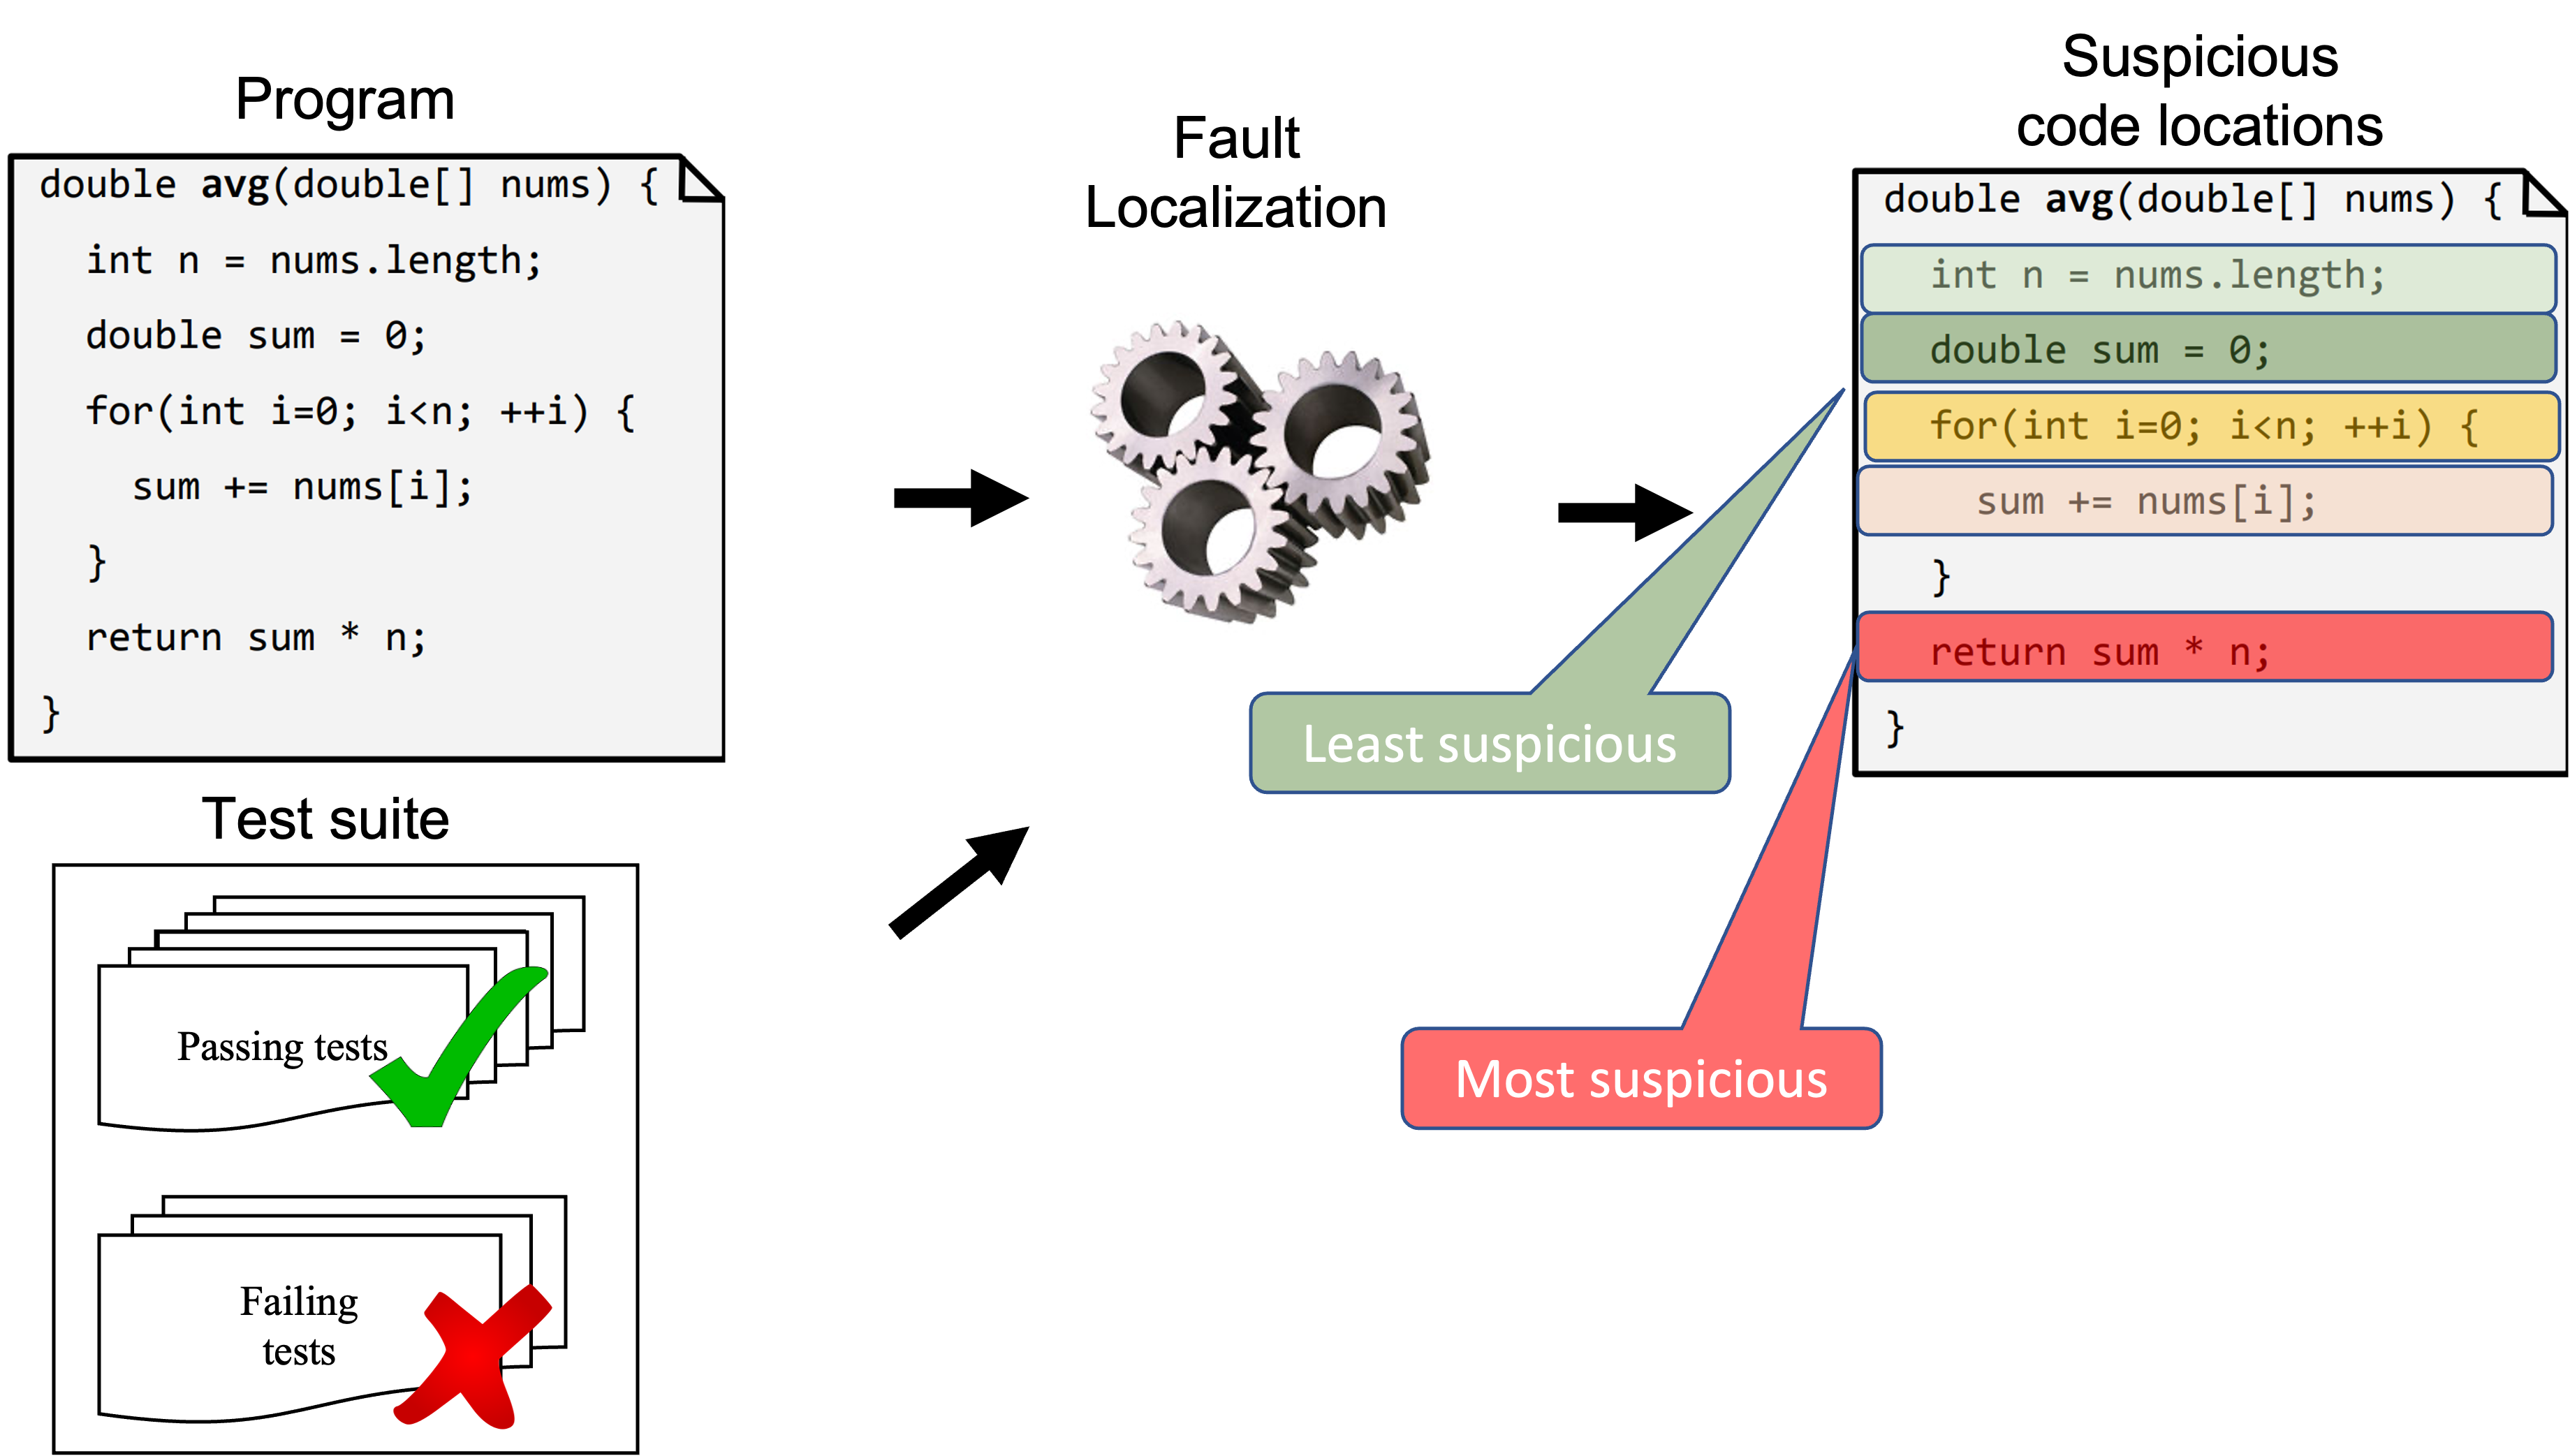 Program
double avg(double[] nums) {
int n = nums.length;
double sum = 0;
for(int i=0; i<n; ++i) {
sum += nums[i];
}
return sum * n;
}
Test suite
Passing tests
Failing
tests
Fault
Localization
Least suspicious
Most suspicious
Suspicious
code locations
double avg(double[] nums) {
int n = nums.length;
double sum = 0;
for(int i=0; i<n; ++i) {
sum += nums[i];
}
return sum * n;
}